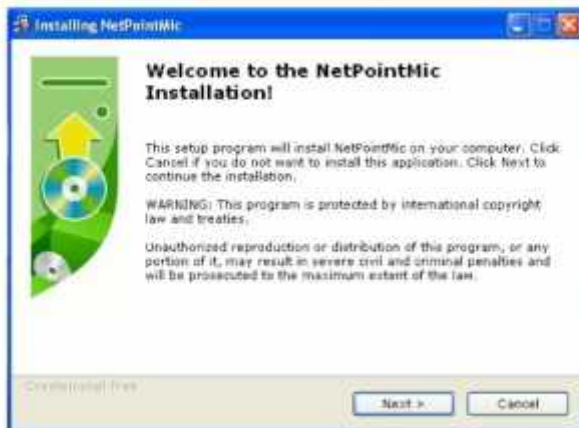 Installing NetPointMic
Welcome to the NetPointMic
Installation!
This setup program will install NetPointMic on your computer. Click
Cancel if you do not want to install this application. Click Next to
continue the installation.
WARNING: This program is protected by international copyright
law and treaties.
Unauthorized reproduction or distribution of this program, or any
portion of it, may result in severe civil and criminal penalties and
will be prosecuted to the maximum extent of the law.
CreateInstall Free
Next >
Cancel